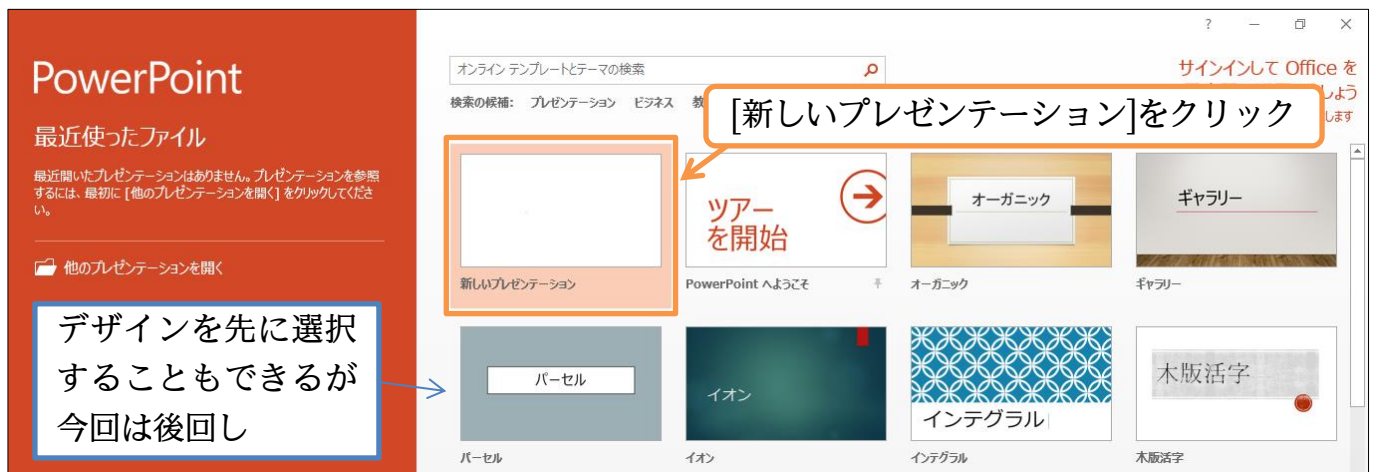 ? － □ ×
PowerPoint
最近使ったファイル
最近開いたプレゼンテーションはありません。プレゼンテーションを参照
するには、最初に [他のプレゼンテーションを開く] をクリックしてくださ
い。
他のプレゼンテーションを開く
デザインを先に選択
することもできるが
今回は後回し
オンライン テンプレートとテーマの検索
検索の候補: プレゼンテーション ビジネス
サインインして Office を
しよう
します
[新しいプレゼンテーション]をクリック
新しいプレゼンテーション
ツアー
を開始
PowerPoint へようこそ
オーガニック
オーガニック
ギャラリー
ギャラリー
パーセル
パーセル
イオン
イオン
インテグラル
インテグラル
木版活字
木版活字